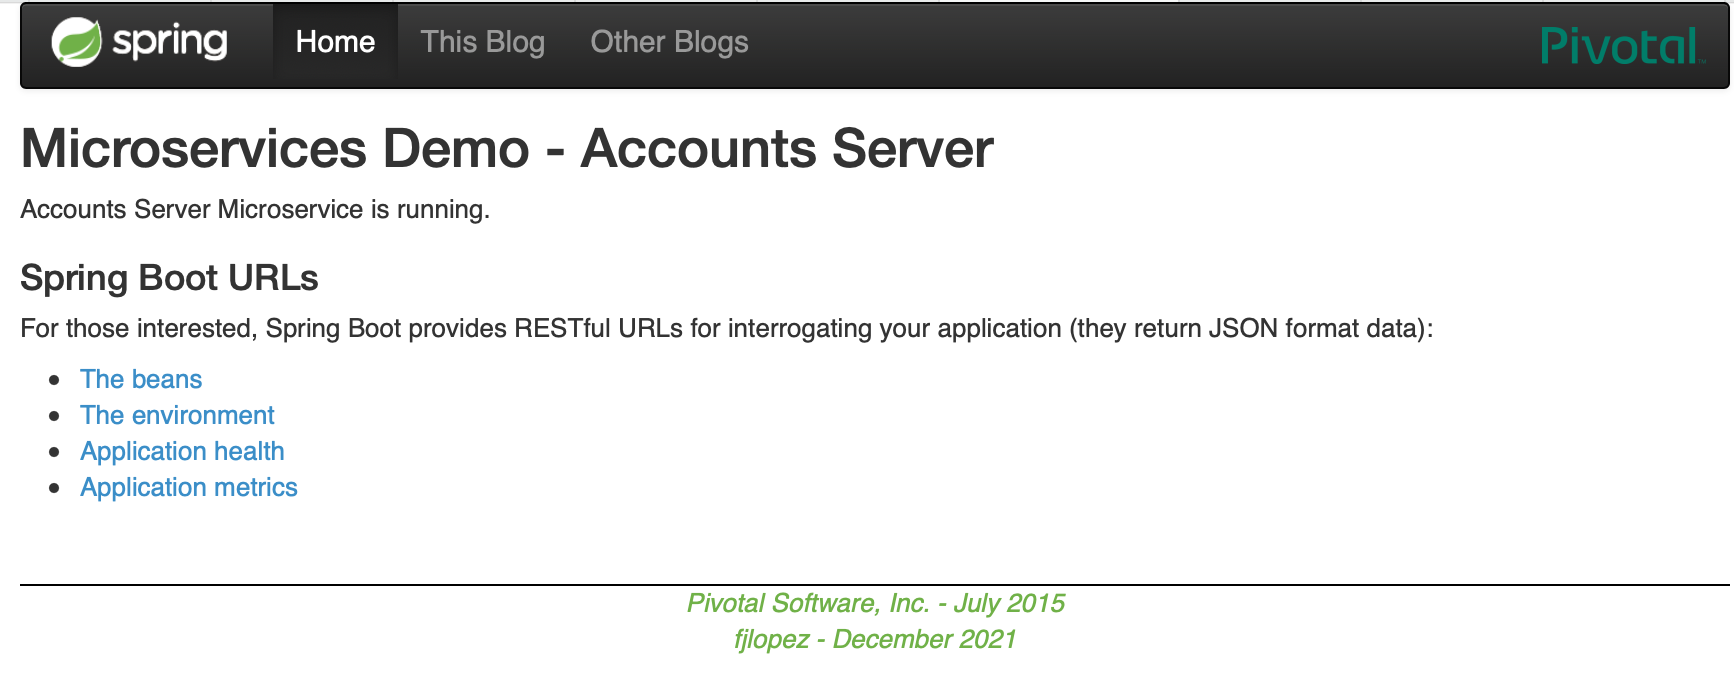 spring Home This Blog Other Blogs Pivotal™
Microservices Demo - Accounts Server
Accounts Server Microservice is running.
Spring Boot URLs
For those interested, Spring Boot provides RESTful URLs for interrogating your application (they return JSON format data):
• The beans
• The environment
• Application health
• Application metrics
Pivotal Software, Inc. - July 2015
fjlopez - December 2021